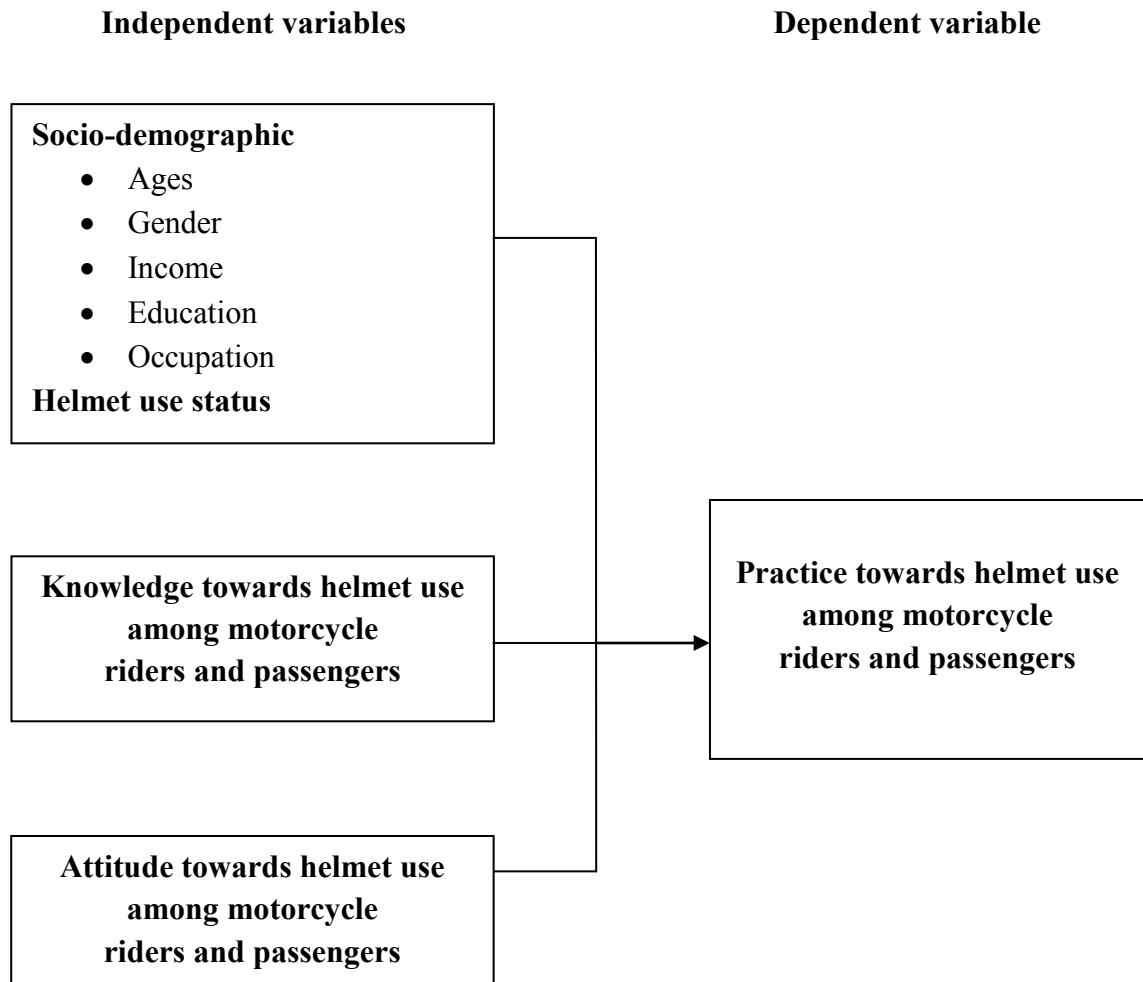 Independent variables
Dependent variable
Socio-demographic
• Ages
• Gender
• Income
• Education
• Occupation
Helmet use status
Knowledge towards helmet use
among motorcycle
riders and passengers
Practice towards helmet use
among motorcycle
riders and passengers
Attitude towards helmet use
among motorcycle
riders and passengers